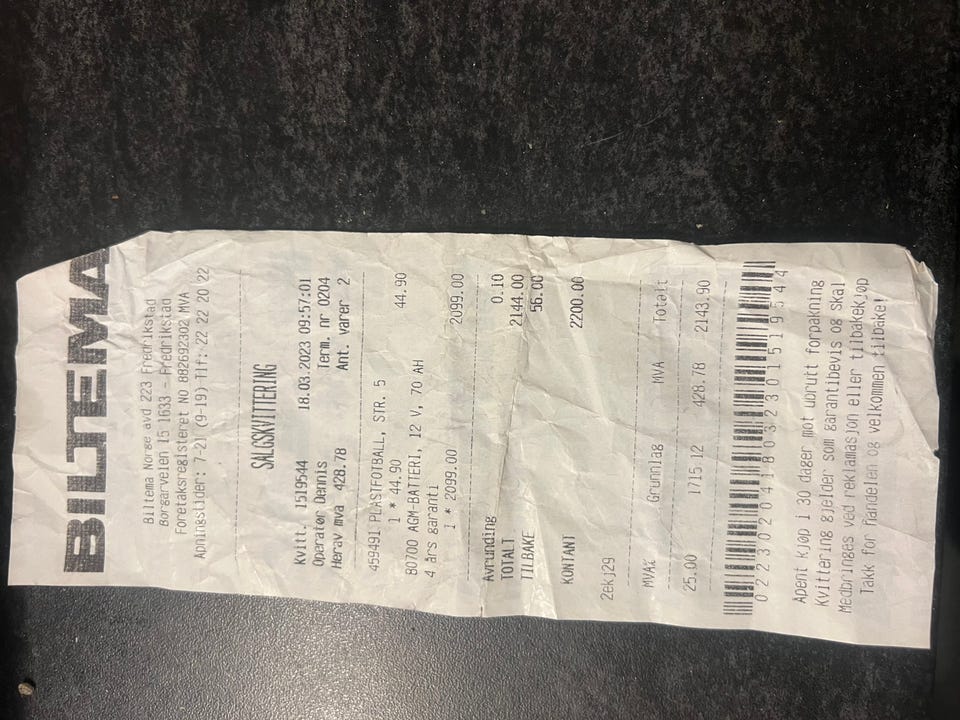 BILTEMA
Biltema Norge avd 223 Fredrikstad
Borgarveien 15 1633 - Fredrikstad
Foretaksregisteret NO 882692302 MVA
Apningstider: 7-21 (9-19) Tlf: 22 22 20 22
SALGSKVITTERING
Kvitt. 1519544 18.03.2023 09:57:01
Operatør Dennis Term. nr 0204
Herav mva 428.78 Ant. varer 2
459491 PLASTFOTBALL, STR. 5
1 * 44.90 44.90
80700 AGM-BATTERI, 12 V, 70 AH
4 års garanti
1 * 2099.00 2099.00
Avrunding 0.10
TOTALT 2144.00
TILBAKE 56.00
KONTANT 2200.00
2ekj29
MVA% Grunnlag MVA Totalt
25.00 1715.12 428.78 2143.90
0223020418032301519544
Åpent kjøp i 30 dager mot ubrutt forpakning
Kvittering gjelder som garantibevis og skal
Medbringes ved reklamasjon eller tilbakekjøp
Takk for handelen og velkommen tilbake!